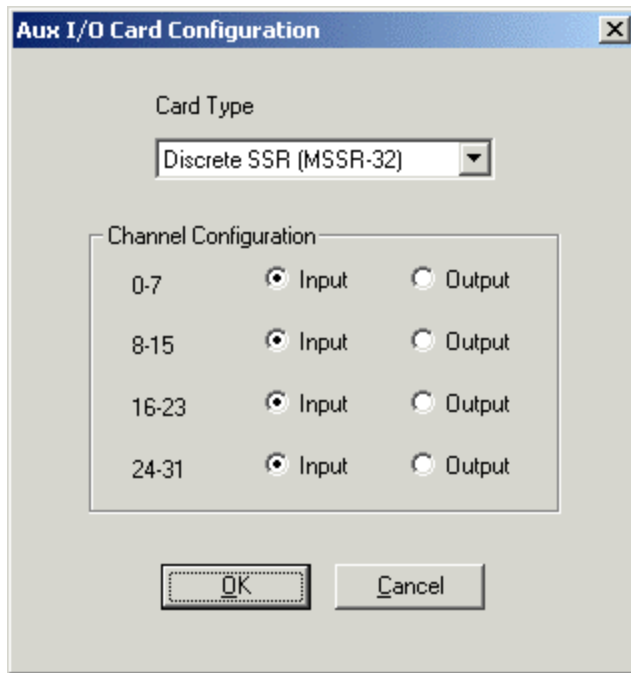 Aux I/O Card Configuration
Card Type
Discrete SSR (MSSR-32)
Channel Configuration
0-7 Input Output
8-15 Input Output
16-23 Input Output
24-31 Input Output
OK Cancel